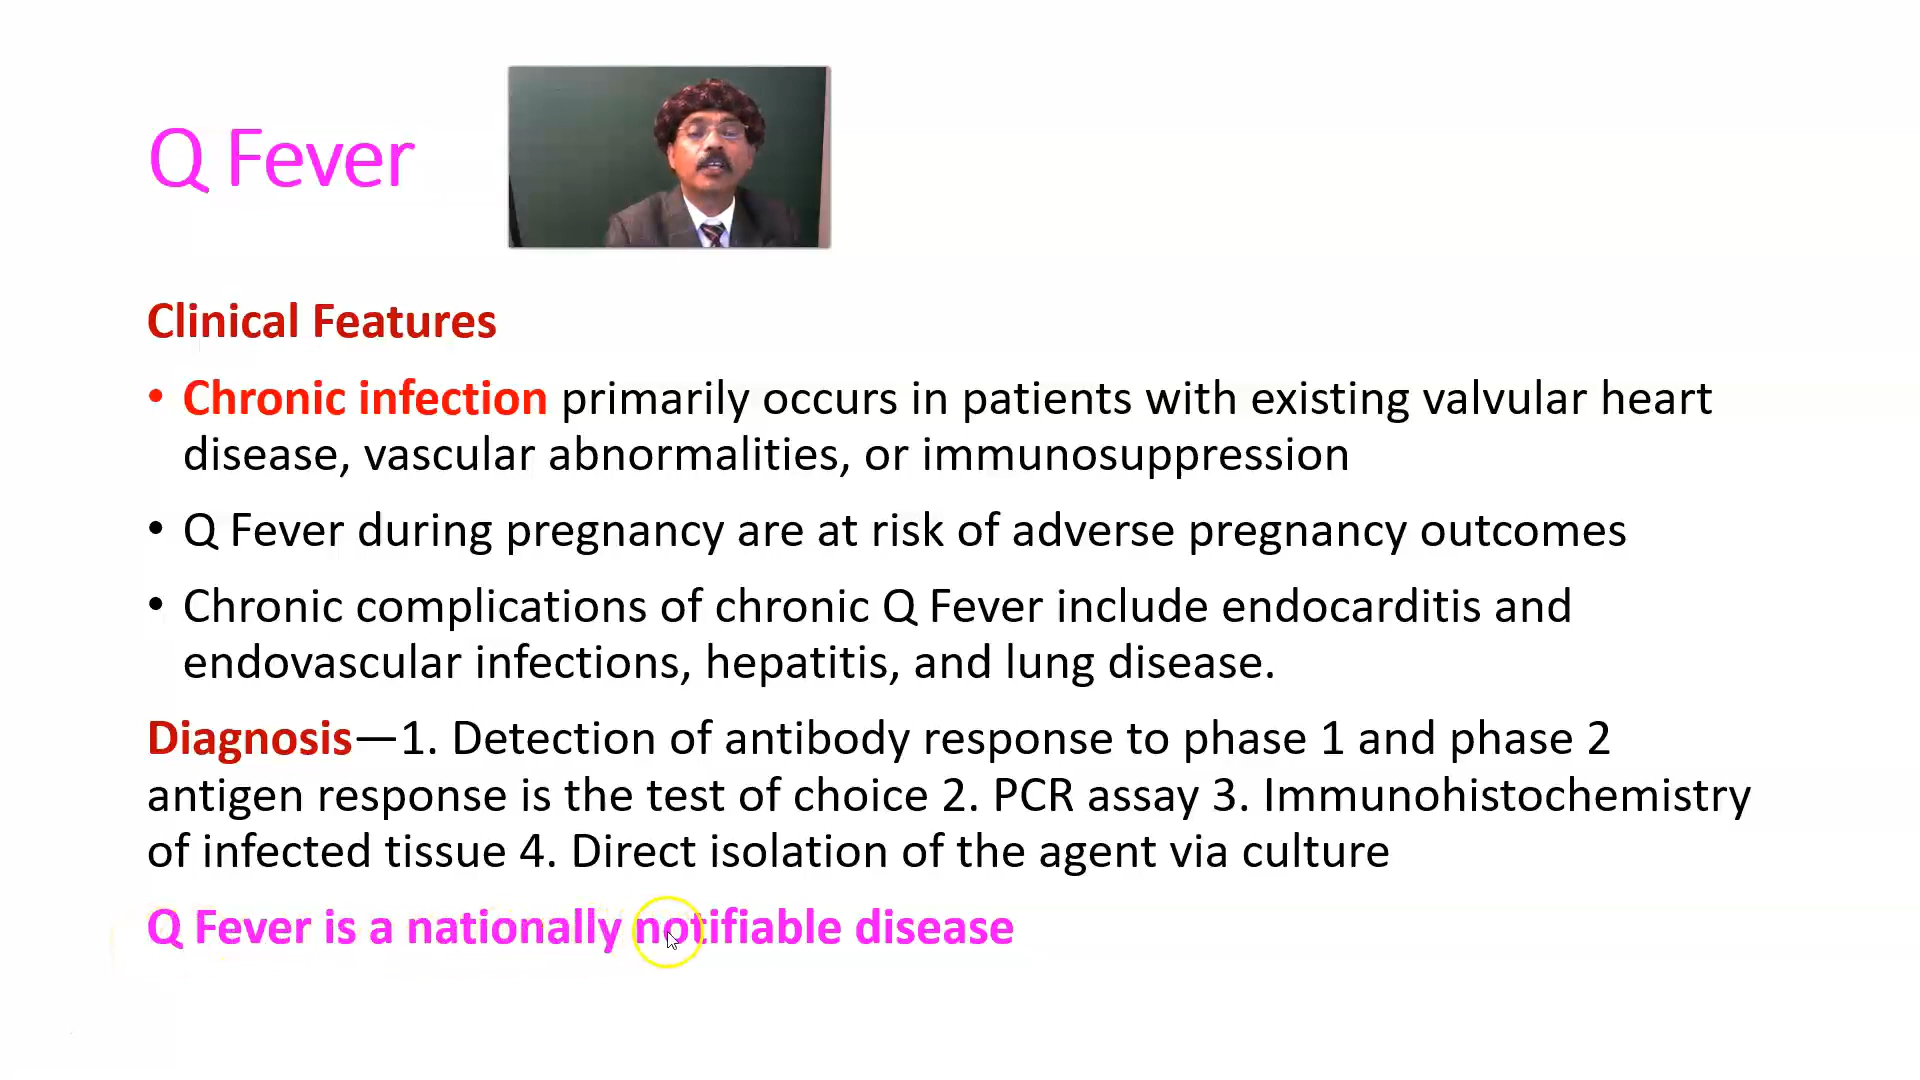 Q Fever
Clinical Features
• Chronic infection primarily occurs in patients with existing valvular heart
disease, vascular abnormalities, or immunosuppression
• Q Fever during pregnancy are at risk of adverse pregnancy outcomes
• Chronic complications of chronic Q Fever include endocarditis and
endovascular infections, hepatitis, and lung disease.
Diagnosis—1. Detection of antibody response to phase 1 and phase 2
antigen response is the test of choice 2. PCR assay 3. Immunohistochemistry
of infected tissue 4. Direct isolation of the agent via culture
Q Fever is a nationally notifiable disease